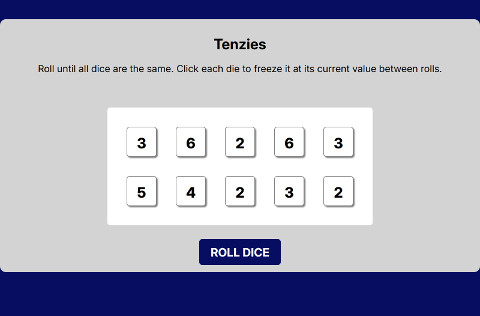 Tenzies
Roll until all dice are the same. Click each die to freeze it at its current value between rolls.
3 6 2 6 3
5 4 2 3 2
ROLL DICE